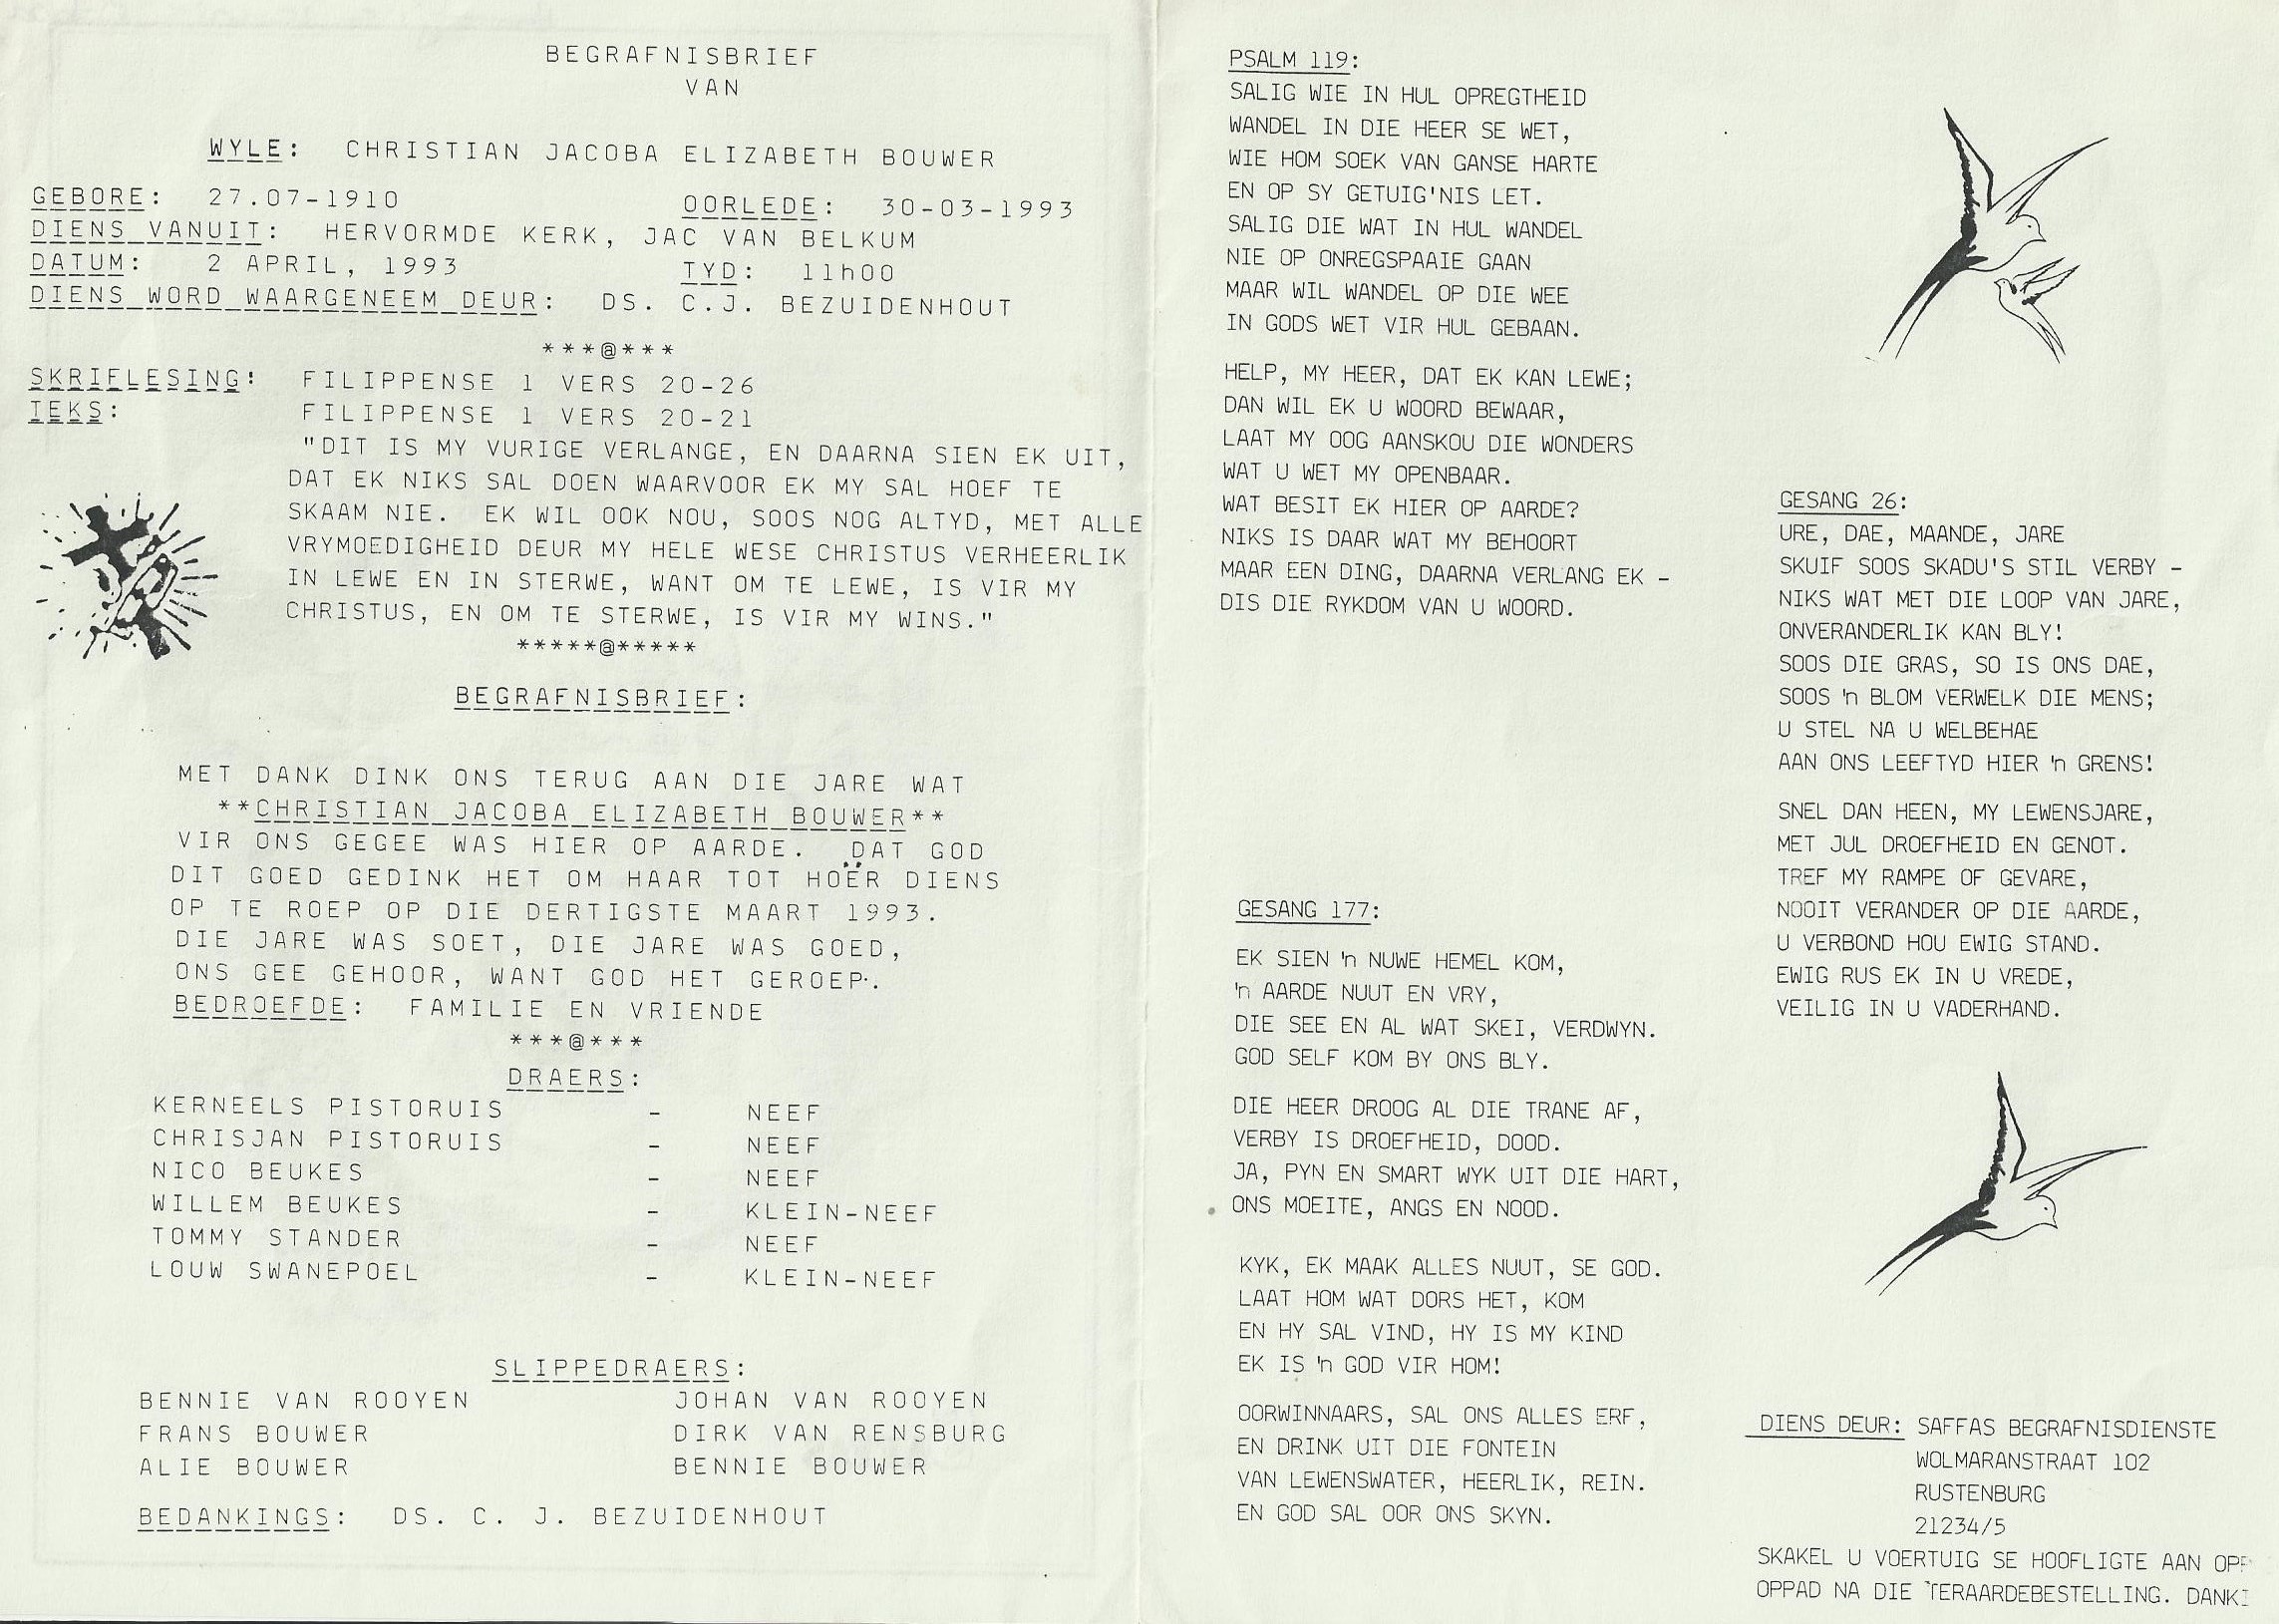 BEGRAFNISBRIEF
VAN
WYLE: CHRISTIAN JACOBA ELIZABETH BOUWER
GEBORE: 27.07-1910 OORLEDE: 30-03-1993
DIENS VANUIT: HERVORMDE KERK, JAC VAN BELKUM
DATUM: 2 APRIL, 1993 TYD: 11h00
DIENS WORD WAARGENEEM DEUR: DS. C.J. BEZUIDENHOUT
***@***
SKRIFLESING: FILIPPENSE 1 VERS 20-26
TEKS: FILIPPENSE 1 VERS 20-21
"DIT IS MY VURIGE VERLANGE, EN DAARNA SIEN EK UIT,
DAT EK NIKS SAL DOEN WAARVOOR EK MY SAL HOEF TE
SKAAM NIE. EK WIL OOK NOU, SOOS NOG ALTYD, MET ALLE
VRYMOEDIGHEID DEUR MY HELE WESE CHRISTUS VERHEERLIK
IN LEWE EN IN STERWE, WANT OM TE LEWE, IS VIR MY
CHRISTUS, EN OM TE STERWE, IS VIR MY WINS."
*****@*****
BEGRAFNISBRIEF:
MET DANK DINK ONS TERUG AAN DIE JARE WAT
**CHRISTIAN JACOBA ELIZABETH BOUWER**
VIR ONS GEGEE WAS HIER OP AARDE. DAT GOD
DIT GOED GEDINK HET OM HAAR TOT HOËR DIENS
OP TE ROEP OP DIE DERTIGSTE MAART 1993.
DIE JARE WAS SOET, DIE JARE WAS GOED,
ONS GEE GEHOOR, WANT GOD HET GEROEP.
BEDROEFDE: FAMILIE EN VRIENDE
***@***
DRAERS:
KERNEELS PISTORUIS - NEEF
CHRISJAN PISTORUIS - NEEF
NICO BEUKES - NEEF
WILLEM BEUKES - KLEIN-NEEF
TOMMY STANDER - NEEF
LOUW SWANEPOEL - KLEIN-NEEF
SLIPPEDRAERS:
BENNIE VAN ROOYEN JOHAN VAN ROOYEN
FRANS BOUWER DIRK VAN RENSBURG
ALIE BOUWER BENNIE BOUWER
BEDANKINGS: DS. C. J. BEZUIDENHOUT
PSALM 119:
SALIG WIE IN HUL OPREGTHEID
WANDEL IN DIE HEER SE WET,
WIE HOM SOEK VAN GANSE HARTE
EN OP SY GETUIG'NIS LET.
SALIG DIE WAT IN HUL WANDEL
NIE OP ONREGSPAAIE GAAN
MAAR WIL WANDEL OP DIE WEE
IN GODS WET VIR HUL GEBAAN.
HELP, MY HEER, DAT EK KAN LEWE;
DAN WIL EK U WOORD BEWAAR,
LAAT MY OOG AANSKOU DIE WONDERS
WAT U WET MY OPENBAAR.
WAT BESIT EK HIER OP AARDE?
NIKS IS DAAR WAT MY BEHOORT
MAAR EEN DING, DAARNA VERLANG EK -
DIS DIE RYKDOM VAN U WOORD.
GESANG 177:
EK SIEN 'n NUWE HEMEL KOM,
'n AARDE NUUT EN VRY,
DIE SEE EN AL WAT SKEI, VERDWYN.
GOD SELF KOM BY ONS BLY.
DIE HEER DROOG AL DIE TRANE AF,
VERBY IS DROEFHEID, DOOD.
JA, PYN EN SMART WYK UIT DIE HART,
ONS MOEITE, ANGS EN NOOD.
KYK, EK MAAK ALLES NUUT, SE GOD.
LAAT HOM WAT DORS HET, KOM
EN HY SAL VIND, HY IS MY KIND
EK IS 'n GOD VIR HOM!
OORWINNAARS, SAL ONS ALLES ERF,
EN DRINK UIT DIE FONTEIN
VAN LEWENSWATER, HEERLIK, REIN.
EN GOD SAL OOR ONS SKYN.
GESANG 26:
URE, DAE, MAANDE, JARE
SKUIF SOOS SKADU'S STIL VERBY -
NIKS WAT MET DIE LOOP VAN JARE,
ONVERANDERLIK KAN BLY!
SOOS DIE GRAS, SO IS ONS DAE,
SOOS 'n BLOM VERWELK DIE MENS;
U STEL NA U WELBEHAE
AAN ONS LEEFTYD HIER 'n GRENS!
SNEL DAN HEEN, MY LEWENSJARE,
MET JUL DROEFHEID EN GENOT.
TREF MY RAMPE OF GEVARE,
NOOIT VERANDER OP DIE AARDE,
U VERBOND HOU EWIG STAND.
EWIG RUS EK IN U VREDE,
VEILIG IN U VADERHAND.
DIENS DEUR: SAFFAS BEGRAFNISDIENSTE
WOLMARANSTRAAT 102
RUSTENBURG
21234/5
SKAKEL U VOERTUIG SE HOOFLIGTE AAN
OPPAD NA DIE TERAARDEBESTELLING.